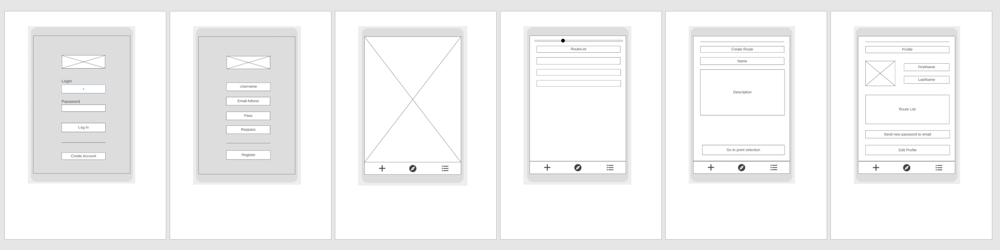 Login
Password
Log In
Create Account
Username
Email Adress
Pass
Reppass
Register
RouteList
Create Route
Name
Description
Go to point selection
Profile
FirstName
LastName
Route List
Send new password to email
Edit Profile